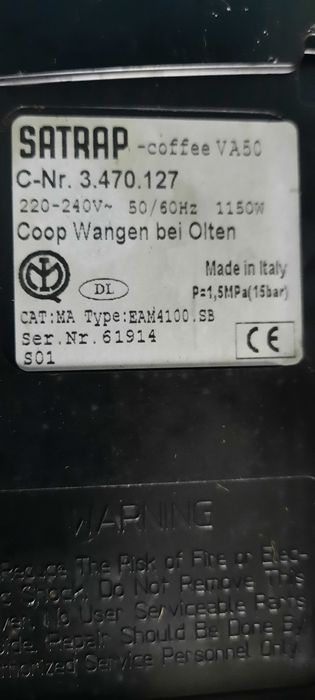 SATRAP -coffee VA50
C-Nr. 3.470.127
220-240V~ 50/60Hz 1150W
Coop Wangen bei Olten
Made in Italy
DL
P=1,5MPa(15bar)
CAT:MA Type:EAM4100.SB
Ser.Nr.61914
CE
S01
WARNING
Reduce The Risk of Fire or Elec-
Shock, Do Not Remove This
No User Serviceable Parts
Repair Should Be Done By
Service Personnel Only.